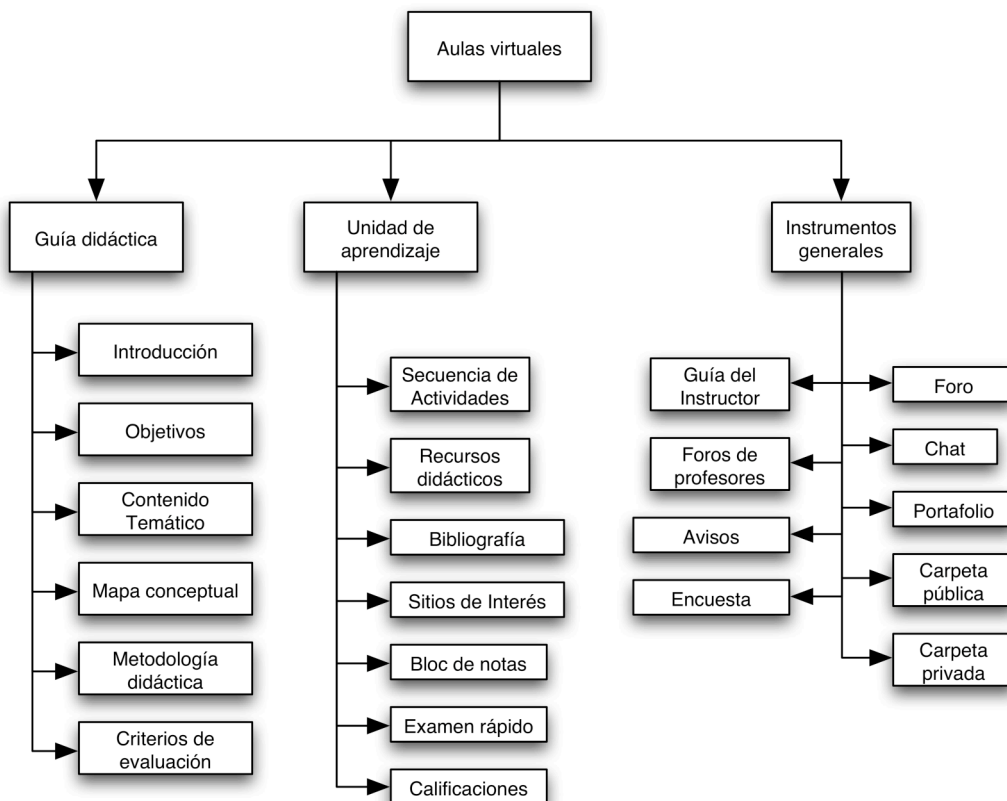 Aulas virtuales
Guía didáctica
Introducción
Objetivos
Contenido
Temático
Mapa conceptual
Metodología
didáctica
Criterios de
evaluación
Unidad de
aprendizaje
Secuencia de
Actividades
Recursos
didácticos
Bibliografía
Sitios de Interés
Bloc de notas
Examen rápido
Calificaciones
Instrumentos
generales
Guía del
Instructor
Foros de
profesores
Avisos
Encuesta
Foro
Chat
Portafolio
Carpeta
pública
Carpeta
privada